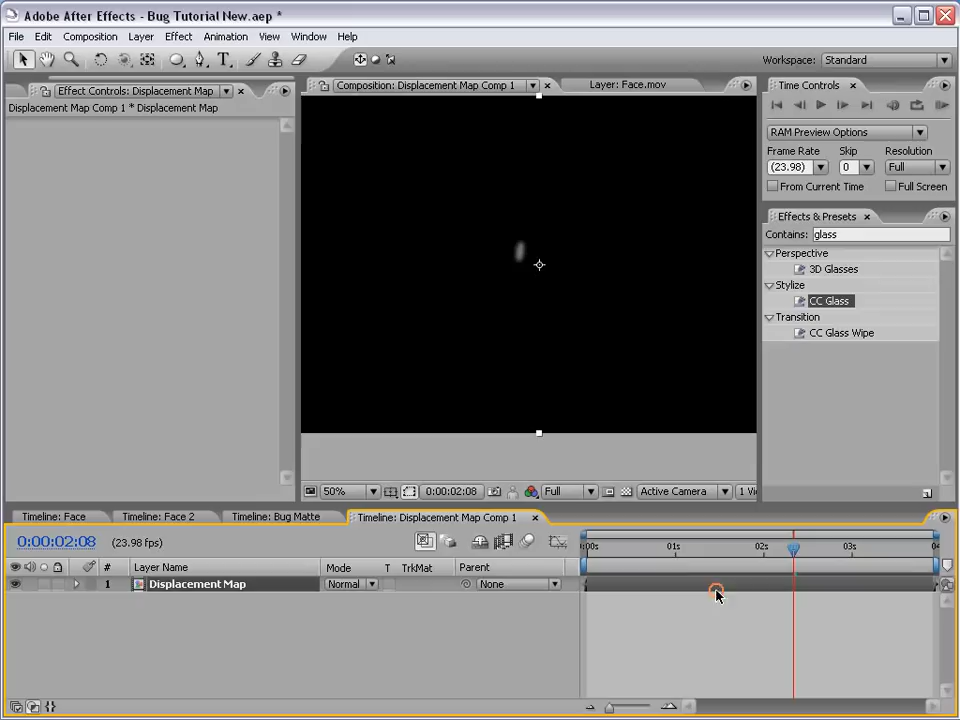 Adobe After Effects - Bug Tutorial New.aep *
File Edit Composition Layer Effect Animation View Window Help
Workspace: Standard
Effect Controls: Displacement Map
Displacement Map Comp 1 * Displacement Map
Composition: Displacement Map Comp 1
Layer: Face.mov
Time Controls
RAM Preview Options
Frame Rate Skip Resolution
(23.98) 0 Full
From Current Time Full Screen
Effects & Presets
Contains: glass
Perspective
3D Glasses
Stylize
CC Glass
Transition
CC Glass Wipe
50% 0:00:02:08 Full Active Camera 1 Vi
Timeline: Face Timeline: Face 2 Timeline: Bug Matte Timeline: Displacement Map Comp 1
0:00:02:08 (23.98 fps)
:00s 01s 02s 03s 04
# Layer Name Mode T TrkMat Parent
1 Displacement Map Normal None